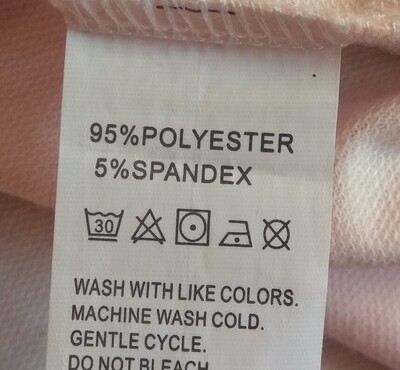 95%POLYESTER
5%SPANDEX
30
WASH WITH LIKE COLORS.
MACHINE WASH COLD.
GENTLE CYCLE.
DO NOT BLEACH